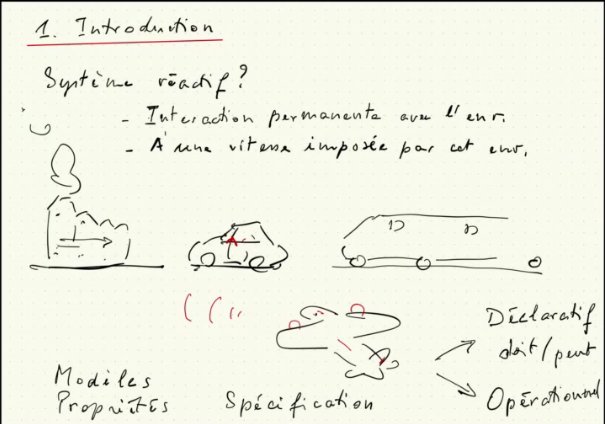 1. Introduction
Système réactif?
- Interaction permanente avec l'env.
- A une vitesse imposée par cet env.
Déclaratif
doit/peut
Modèles
Propriétés
Spécification
Opérationnel